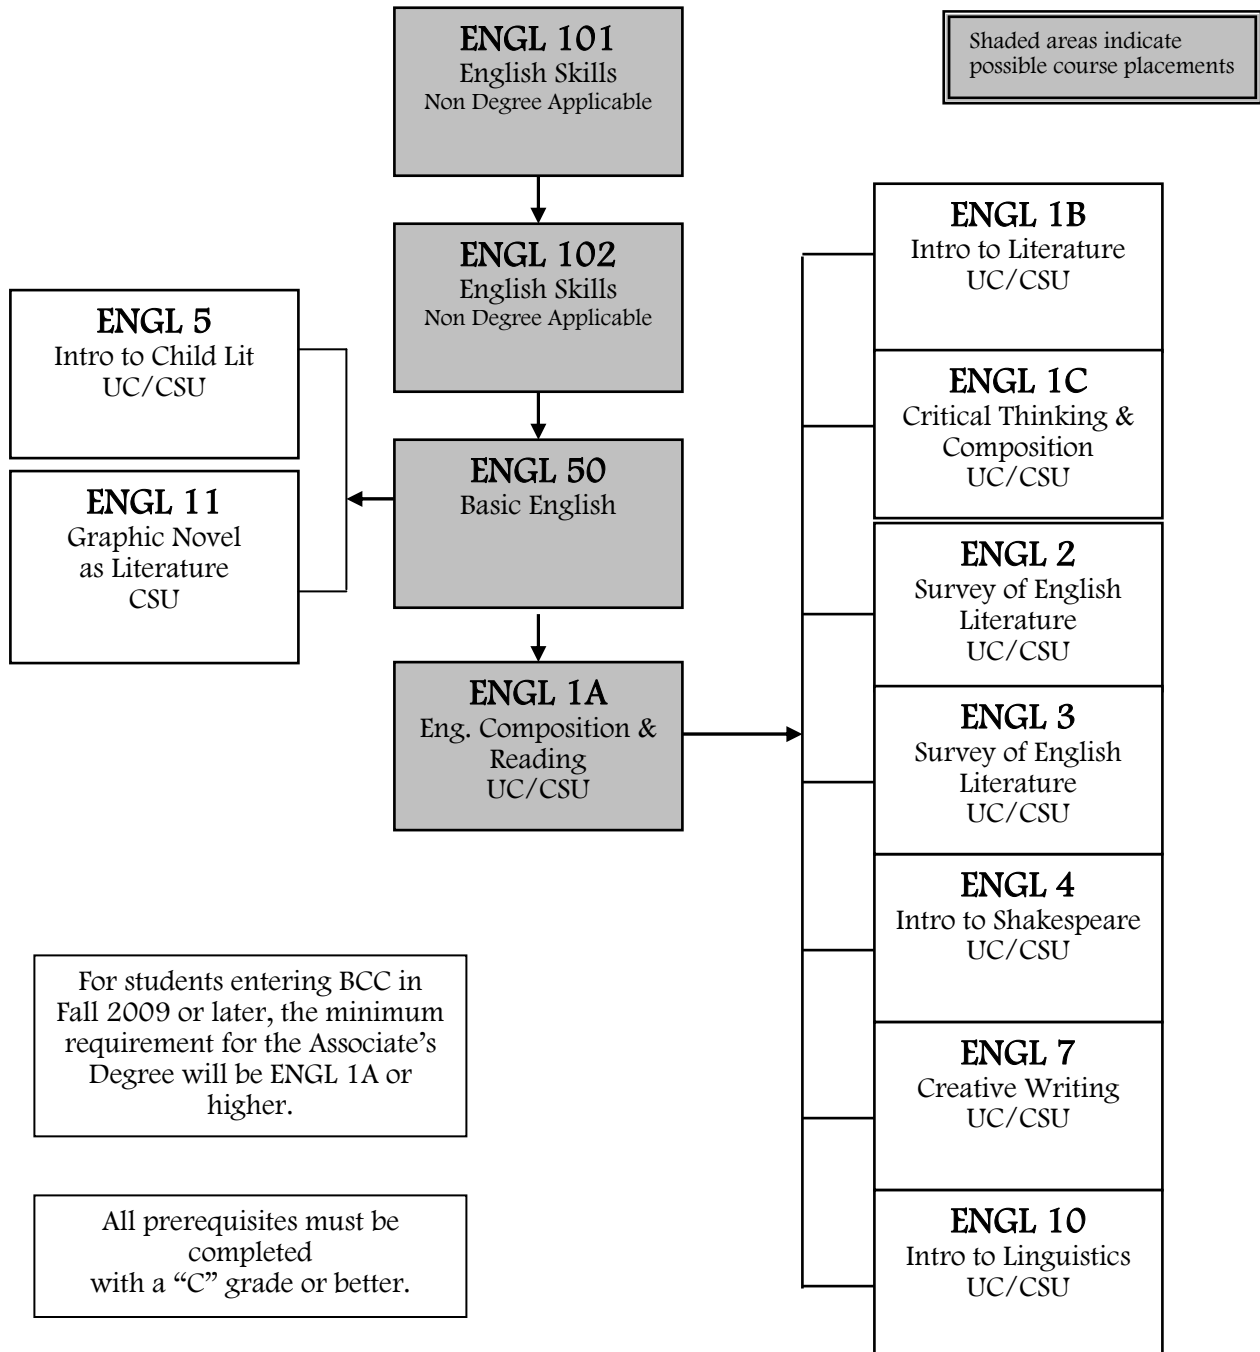 ENGL 101
English Skills
Non Degree Applicable
Shaded areas indicate
possible course placements
ENGL 102
English Skills
Non Degree Applicable
ENGL 5
Intro to Child Lit
UC/CSU
ENGL 11
Graphic Novel
as Literature
CSU
ENGL 50
Basic English
ENGL 1A
Eng. Composition &
Reading
UC/CSU
ENGL 1B
Intro to Literature
UC/CSU
ENGL 1C
Critical Thinking &
Composition
UC/CSU
ENGL 2
Survey of English
Literature
UC/CSU
ENGL 3
Survey of English
Literature
UC/CSU
ENGL 4
Intro to Shakespeare
UC/CSU
ENGL 7
Creative Writing
UC/CSU
ENGL 10
Intro to Linguistics
UC/CSU
For students entering BCC in
Fall 2009 or later, the minimum
requirement for the Associate’s
Degree will be ENGL 1A or
higher.
All prerequisites must be
completed
with a “C” grade or better.